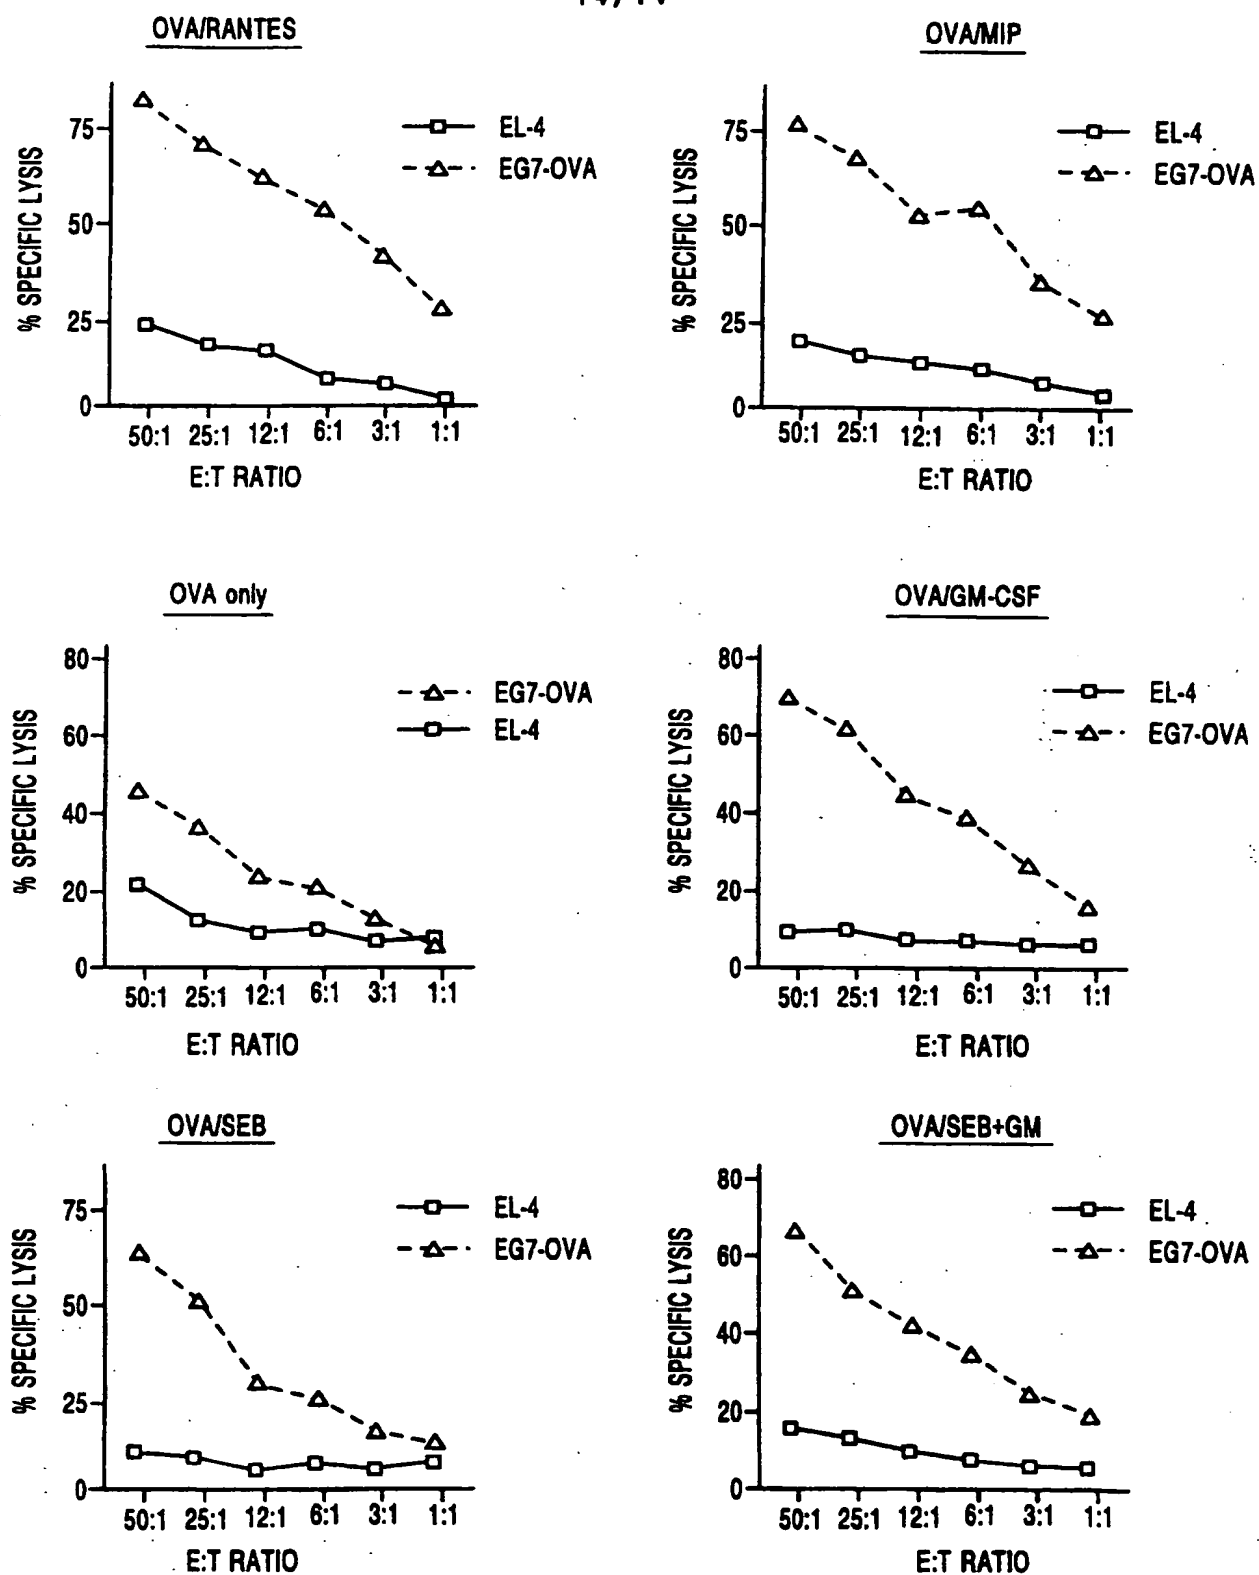 OVA/RANTES
% SPECIFIC LYSIS
75
50
25
0
EL-4
EG7-OVA
50:1 25:1 12:1 6:1 3:1 1:1
E:T RATIO
OVA/MIP
% SPECIFIC LYSIS
75
50
25
0
EL-4
EG7-OVA
50:1 25:1 12:1 6:1 3:1 1:1
E:T RATIO
OVA only
% SPECIFIC LYSIS
80
60
40
20
0
EG7-OVA
EL-4
50:1 25:1 12:1 6:1 3:1 1:1
E:T RATIO
OVA/GM-CSF
% SPECIFIC LYSIS
80
60
40
20
0
EL-4
EG7-OVA
50:1 25:1 12:1 6:1 3:1 1:1
E:T RATIO
OVA/SEB
% SPECIFIC LYSIS
75
50
25
0
EL-4
EG7-OVA
50:1 25:1 12:1 6:1 3:1 1:1
E:T RATIO
OVA/SEB+GM
% SPECIFIC LYSIS
80
60
40
20
0
EL-4
EG7-OVA
50:1 25:1 12:1 6:1 3:1 1:1
E:T RATIO